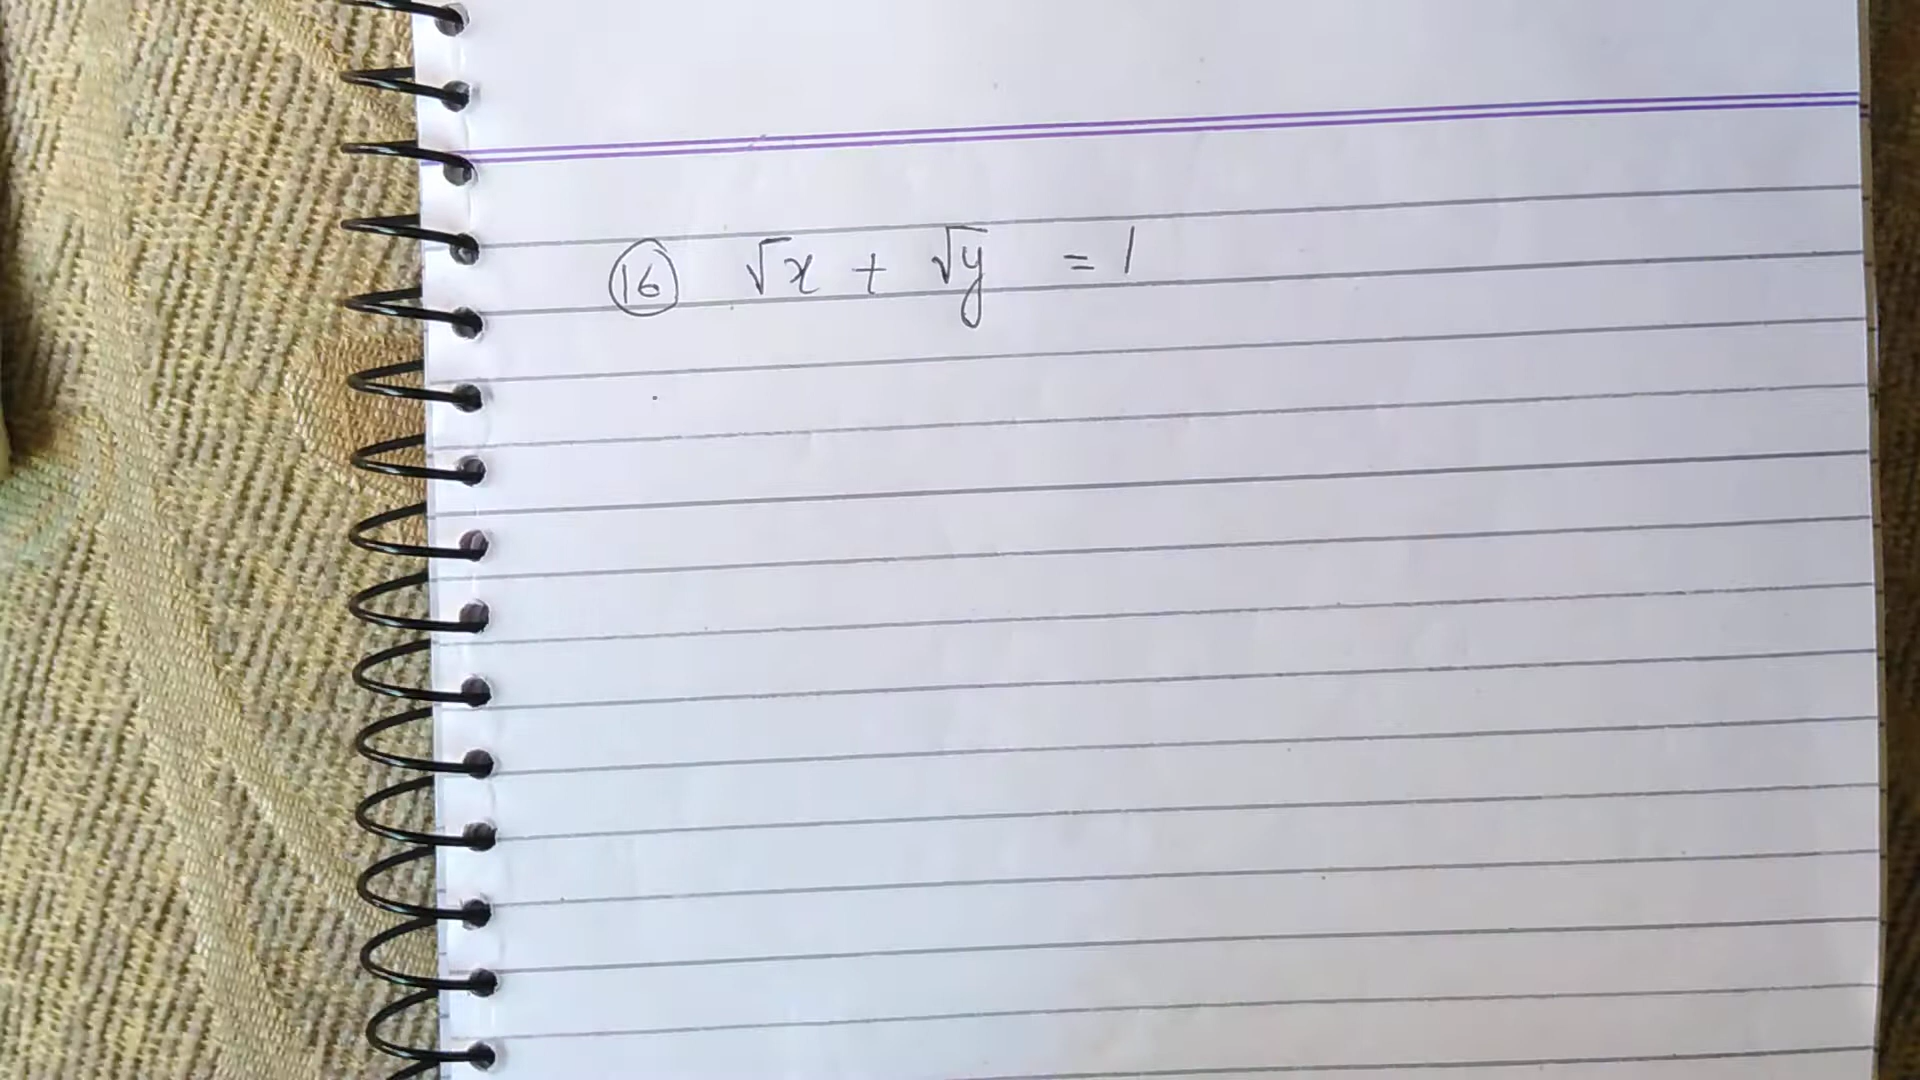 16 √x + √y = 1